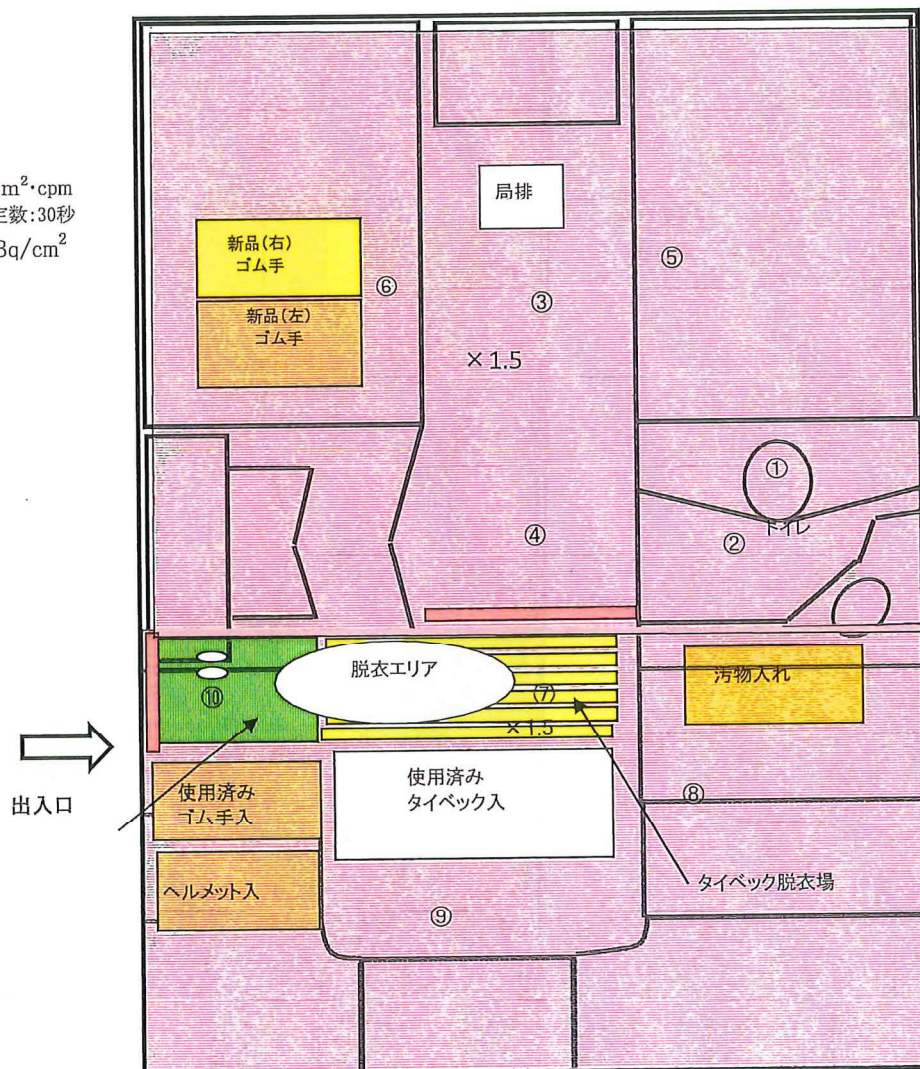 m²·cpm
定数:30秒
Bq/cm²
局排
新品(右)
ゴム手
⑥
新品(左)
ゴム手
⑤
③
×1.5
①
トイレ
②
④
脱衣エリア
⑩
⑦
×1.5
汚物入れ
出入口
使用済み
ゴム手入
使用済み
タイベック入
⑧
ヘルメット入
タイベック脱衣場
⑨